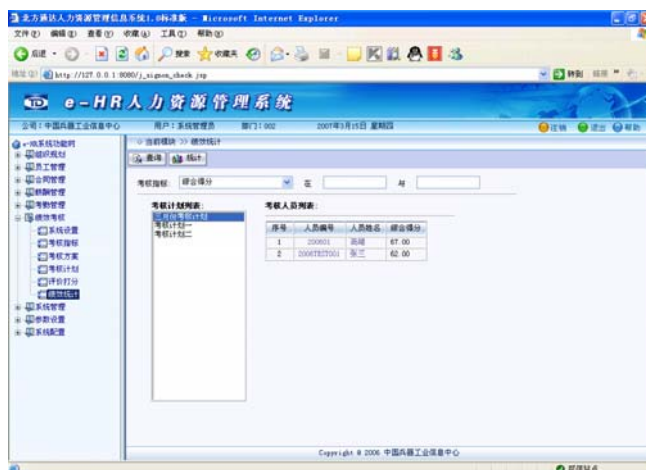 北方通达人力资源管理信息系统1.0标准版 - Microsoft Internet Explorer
文件(F) 编辑(E) 查看(V) 收藏(A) 工具(T) 帮助(H)
后退 搜索 收藏夹
地址(D) http://127.0.0.1:8080/j_signon_check.jsp 转到 链接
e-HR人力资源管理系统
公司：中国兵器工业信息中心 用户：系统管理员 部门：002 2007年3月15日 星期四 注销 退出 帮助
e-HR系统功能树
组织规划
员工管理
合同管理
薪酬管理
考勤管理
绩效考核
系统设置
考核指标
考核方案
考核计划
评价打分
绩效统计
系统管理
参数设置
系统配置
当前模块 >> 绩效统计
查询 统计
考核指标： 综合得分 在 与
考核计划列表：
三月份考核计划
考核计划一
考核计划二
考核人员列表：
序号 人员编号 人员姓名 综合得分
1 200601 67.00
2 2006TEST001 张三 62.00
Copyright © 2006 中国兵器工业信息中心
可信站点